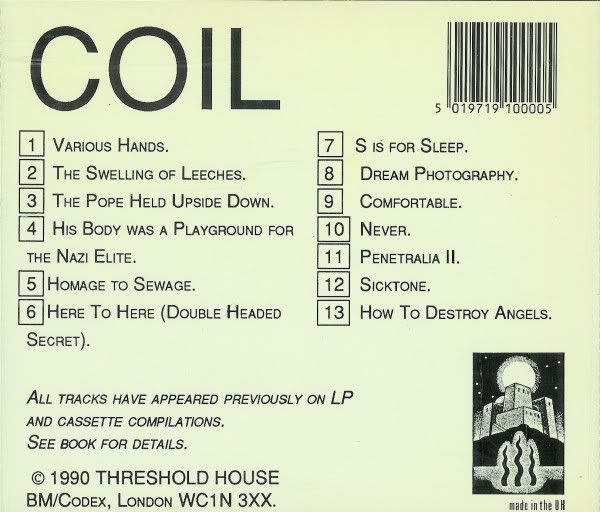 COIL
5 019719 100005
1 VARIOUS HANDS.
2 THE SWELLING OF LEECHES.
3 THE POPE HELD UPSIDE DOWN.
4 HIS BODY WAS A PLAYGROUND FOR
THE NAZI ELITE.
5 HOMAGE TO SEWAGE.
6 HERE TO HERE (DOUBLE HEADED
SECRET).
7 S IS FOR SLEEP.
8 DREAM PHOTOGRAPHY.
9 COMFORTABLE.
10 NEVER.
11 PENETRALIA II.
12 SICKTONE.
13 HOW TO DESTROY ANGELS.
ALL TRACKS HAVE APPEARED PREVIOUSLY ON LP
AND CASSETTE COMPILATIONS.
SEE BOOK FOR DETAILS.
© 1990 THRESHOLD HOUSE
BM/CODEX, LONDON WC1N 3XX.
made in the UK